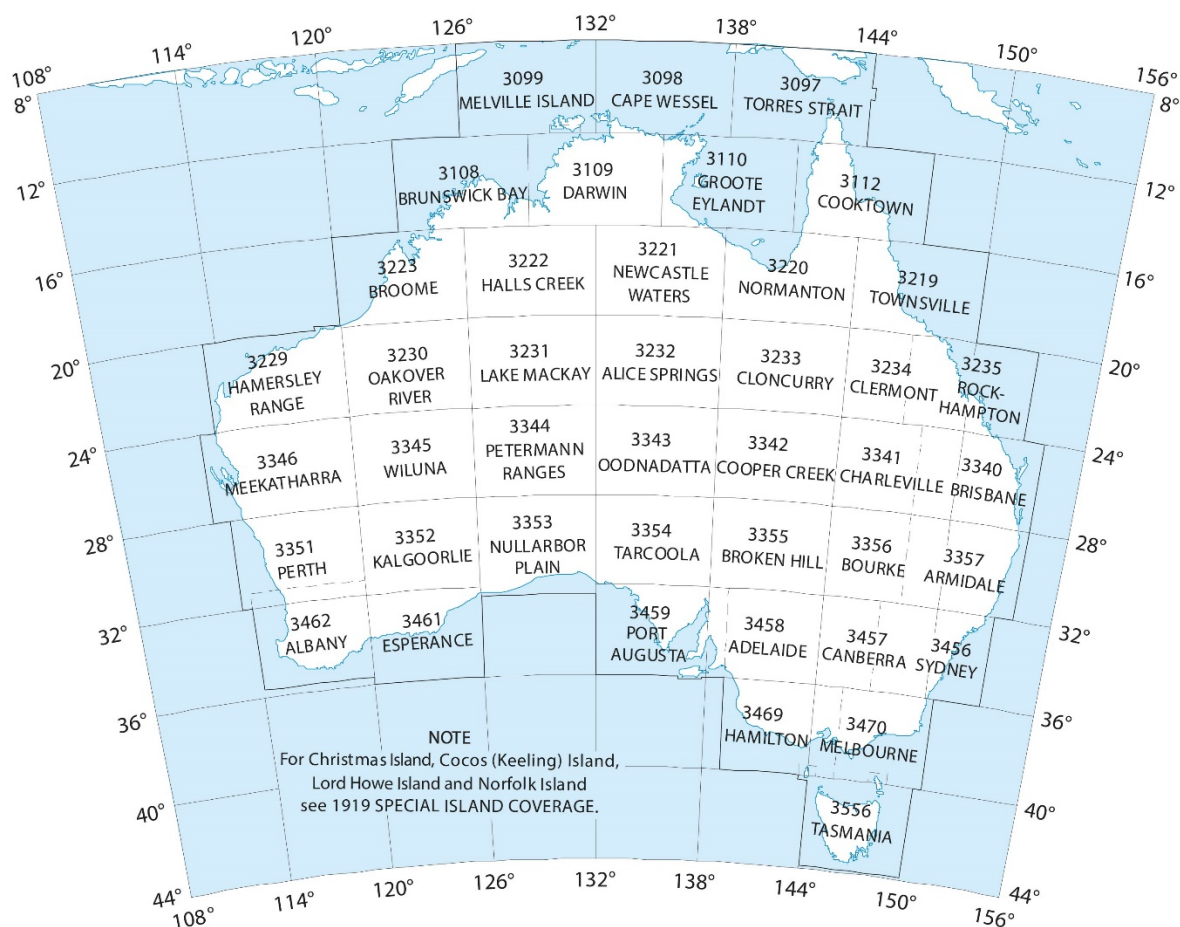 108°
114°
120°
126°
132°
138°
144°
150°
156°
8°
8°
3099
MELVILLE ISLAND
3098
CAPE WESSEL
3097
TORRES STRAIT
12°
12°
3108
BRUNSWICK BAY
3109
DARWIN
3110
GROOTE
EYLANDT
3112
COOKTOWN
16°
16°
3223
BROOME
3222
HALLS CREEK
3221
NEWCASTLE
WATERS
3220
NORMANTON
3219
TOWNSVILLE
20°
20°
3229
HAMERSLEY
RANGE
3230
OAKOVER
RIVER
3231
LAKE MACKAY
3232
ALICE SPRINGS
3233
CLONCURRY
3234
CLERMONT
3235
ROCK-
HAMPTON
24°
24°
3346
MEEKATHARRA
3345
WILUNA
3344
PETERMANN
RANGES
3343
OODNADATTA
3342
COOPER CREEK
3341
CHARLEVILLE
3340
BRISBANE
28°
28°
3351
PERTH
3352
KALGOORLIE
3353
NULLARBOR
PLAIN
3354
TARCOOLA
3355
BROKEN HILL
3356
BOURKE
3357
ARMIDALE
32°
32°
3462
ALBANY
3461
ESPERANCE
3459
PORT
AUGUSTA
3458
ADELAIDE
3457
CANBERRA
3456
SYDNEY
36°
36°
3469
HAMILTON
3470
MELBOURNE
NOTE
For Christmas Island, Cocos (Keeling) Island,
Lord Howe Island and Norfolk Island
see 1919 SPECIAL ISLAND COVERAGE.
40°
40°
3556
TASMANIA
44°
44°
108°
114°
120°
126°
132°
138°
144°
150°
156°